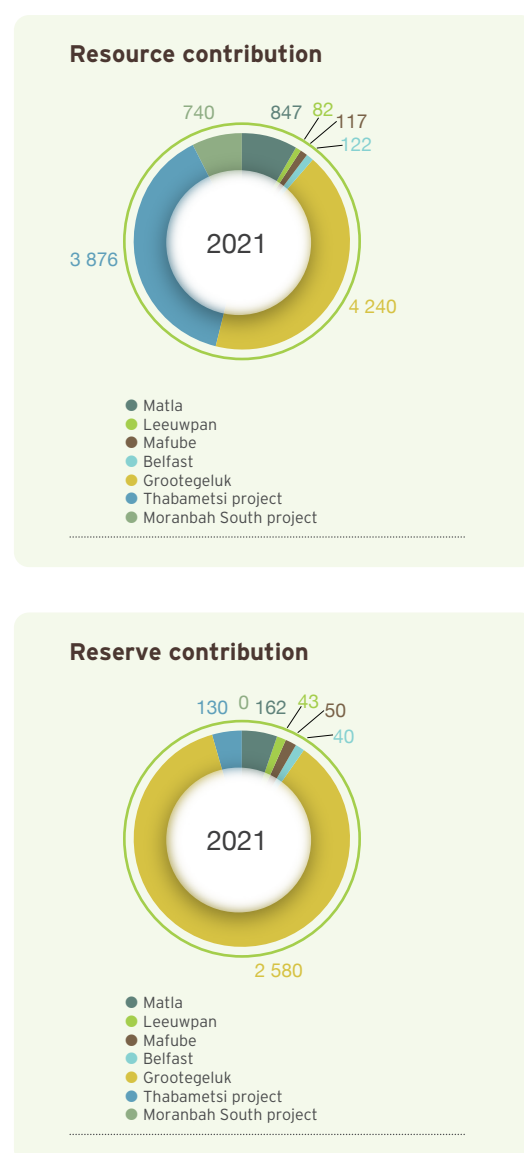 Resource contribution
740 847 82
117
122
2021
3 876
4 240
Matla
Leeuwpan
Mafube
Belfast
Grootegeluk
Thabametsi project
Moranbah South project
Reserve contribution
130 0 162 43
50
40
2021
2 580
Matla
Leeuwpan
Mafube
Belfast
Grootegeluk
Thabametsi project
Moranbah South project